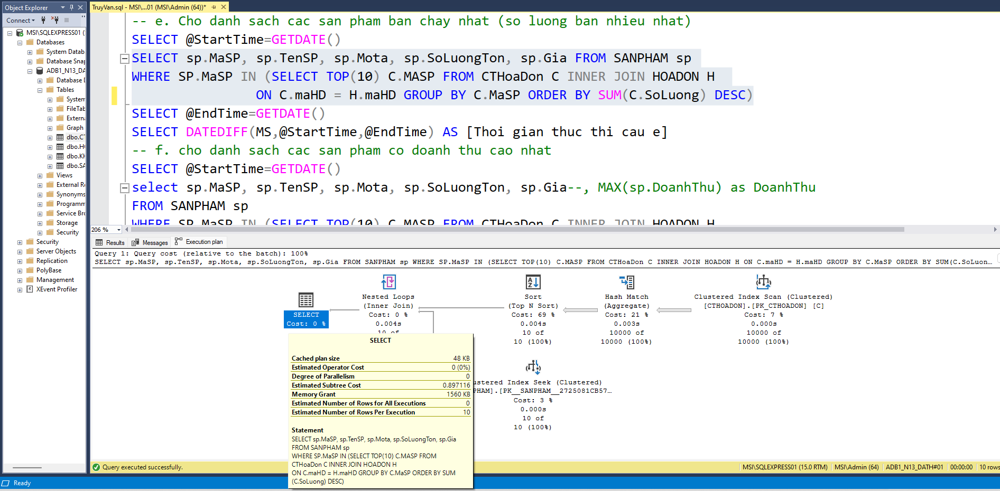 Object Explorer
Connect
MSI\SQLEXPRESS01 (
Databases
System Datab
Database Snap
ADB1_N13_DA
Database D
Tables
System
FileTab
Externa
Graph
dbo.CT
dbo.HO
dbo.KH
dbo.SA
Views
External Re
Synonyms
Programm
Service Bro
Storage
Security
Security
Server Objects
Replication
PolyBase
Management
XEvent Profiler
TruyVan.sql - MSI\...01 (MSI\Admin (64))*
-- e. Cho danh sach cac san pham ban chay nhat (so luong ban nhieu nhat)
SELECT @StartTime=GETDATE()
SELECT sp.MaSP, sp.TenSP, sp.Mota, sp.SoLuongTon, sp.Gia FROM SANPHAM sp
WHERE SP.MaSP IN (SELECT TOP(10) C.MASP FROM CTHoaDon C INNER JOIN HOADON H
ON C.maHD = H.maHD GROUP BY C.MaSP ORDER BY SUM(C.SoLuong) DESC)
SELECT @EndTime=GETDATE()
SELECT DATEDIFF(MS,@StartTime,@EndTime) AS [Thoi gian thuc thi cau e]
-- f. cho danh sach cac san pham co doanh thu cao nhat
SELECT @StartTime=GETDATE()
select sp.MaSP, sp.TenSP, sp.Mota, sp.SoLuongTon, sp.Gia--, MAX(sp.DoanhThu) as DoanhThu
FROM SANPHAM sp
WHERE SP.MaSP IN (SELECT TOP(10) C.MASP FROM CTHoaDon C INNER JOIN HOADON H
206 %
Results Messages Execution plan
Query 1: Query cost (relative to the batch): 100%
SELECT sp.MaSP, sp.TenSP, sp.Mota, sp.SoLuongTon, sp.Gia FROM SANPHAM sp WHERE SP.MaSP IN (SELECT TOP(10) C.MASP FROM CTHoaDon C INNER JOIN HOADON H ON C.maHD = H.maHD GROUP BY C.MaSP ORDER BY SUM(C.SoLuon...
SELECT
Cost: 0 %
Nested Loops
(Inner Join)
Cost: 0 %
0.004s
10 of
Sort
(Top N Sort)
Cost: 69 %
0.004s
10 of
10 (100%)
Hash Match
(Aggregate)
Cost: 21 %
0.003s
10000 of
10000 (100%)
Clustered Index Scan (Clustered)
[CTHOADON].[PK_CTHOADON] [C]
Cost: 7 %
0.000s
10000 of
10000 (100%)
ustered Index Seek (Clustered)
PHAM].[PK__SANPHAM__2725081CB57...
Cost: 3 %
0.000s
10 of
10 (100%)
SELECT
Cached plan size 48 KB
Estimated Operator Cost 0 (0%)
Degree of Parallelism 0
Estimated Subtree Cost 0.897116
Memory Grant 1560 KB
Estimated Number of Rows for All Executions 0
Estimated Number of Rows Per Execution 10
Statement
SELECT sp.MaSP, sp.TenSP, sp.Mota, sp.SoLuongTon, sp.Gia
FROM SANPHAM sp
WHERE SP.MaSP IN (SELECT TOP(10) C.MASP FROM
CTHoaDon C INNER JOIN HOADON H
ON C.maHD = H.maHD GROUP BY C.MaSP ORDER BY SUM
(C.SoLuong) DESC)
Query executed successfully.
MSI\SQLEXPRESS01 (15.0 RTM) MSI\Admin (64) ADB1_N13_DATH#01 00:00:00 10 rows
Ready